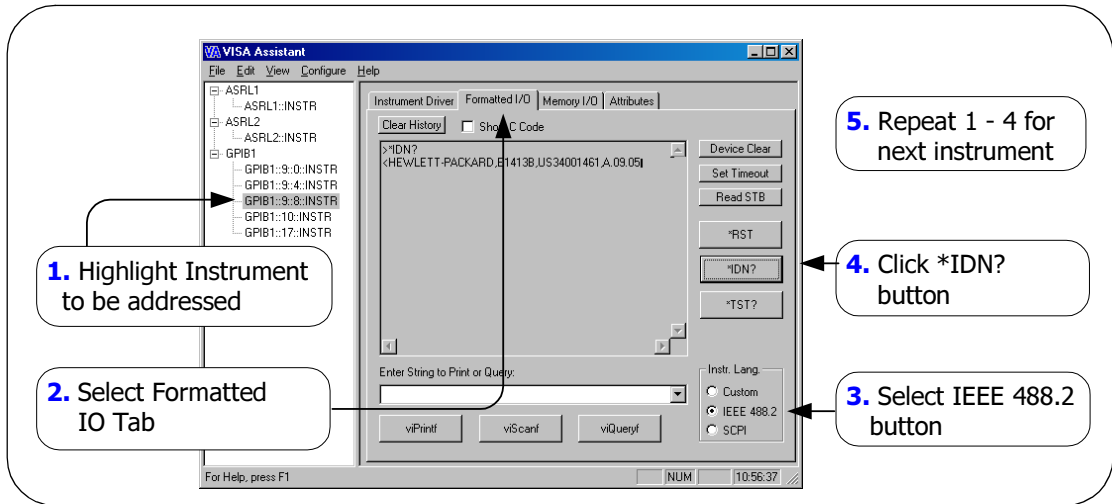 VA VISA Assistant
File Edit View Configure Help
ASRL1
ASRL1::INSTR
ASRL2
ASRL2::INSTR
GPIB1
GPIB1::9::0::INSTR
GPIB1::9::4::INSTR
GPIB1::9::8::INSTR
GPIB1::10::INSTR
GPIB1::17::INSTR
Instrument Driver Formatted I/O Memory I/O Attributes
Clear History Show C Code
>*IDN?
<HEWLETT-PACKARD,E1413B,US34001461,A.09.05
Device Clear
Set Timeout
Read STB
*RST
*IDN?
*TST?
Enter String to Print or Query:
viPrintf viScanf viQueryf
Instr. Lang.
Custom
IEEE 488.2
SCPI
For Help, press F1 NUM 10:56:37
1. Highlight Instrument
to be addressed
2. Select Formatted
IO Tab
3. Select IEEE 488.2
button
4. Click *IDN?
button
5. Repeat 1 - 4 for
next instrument